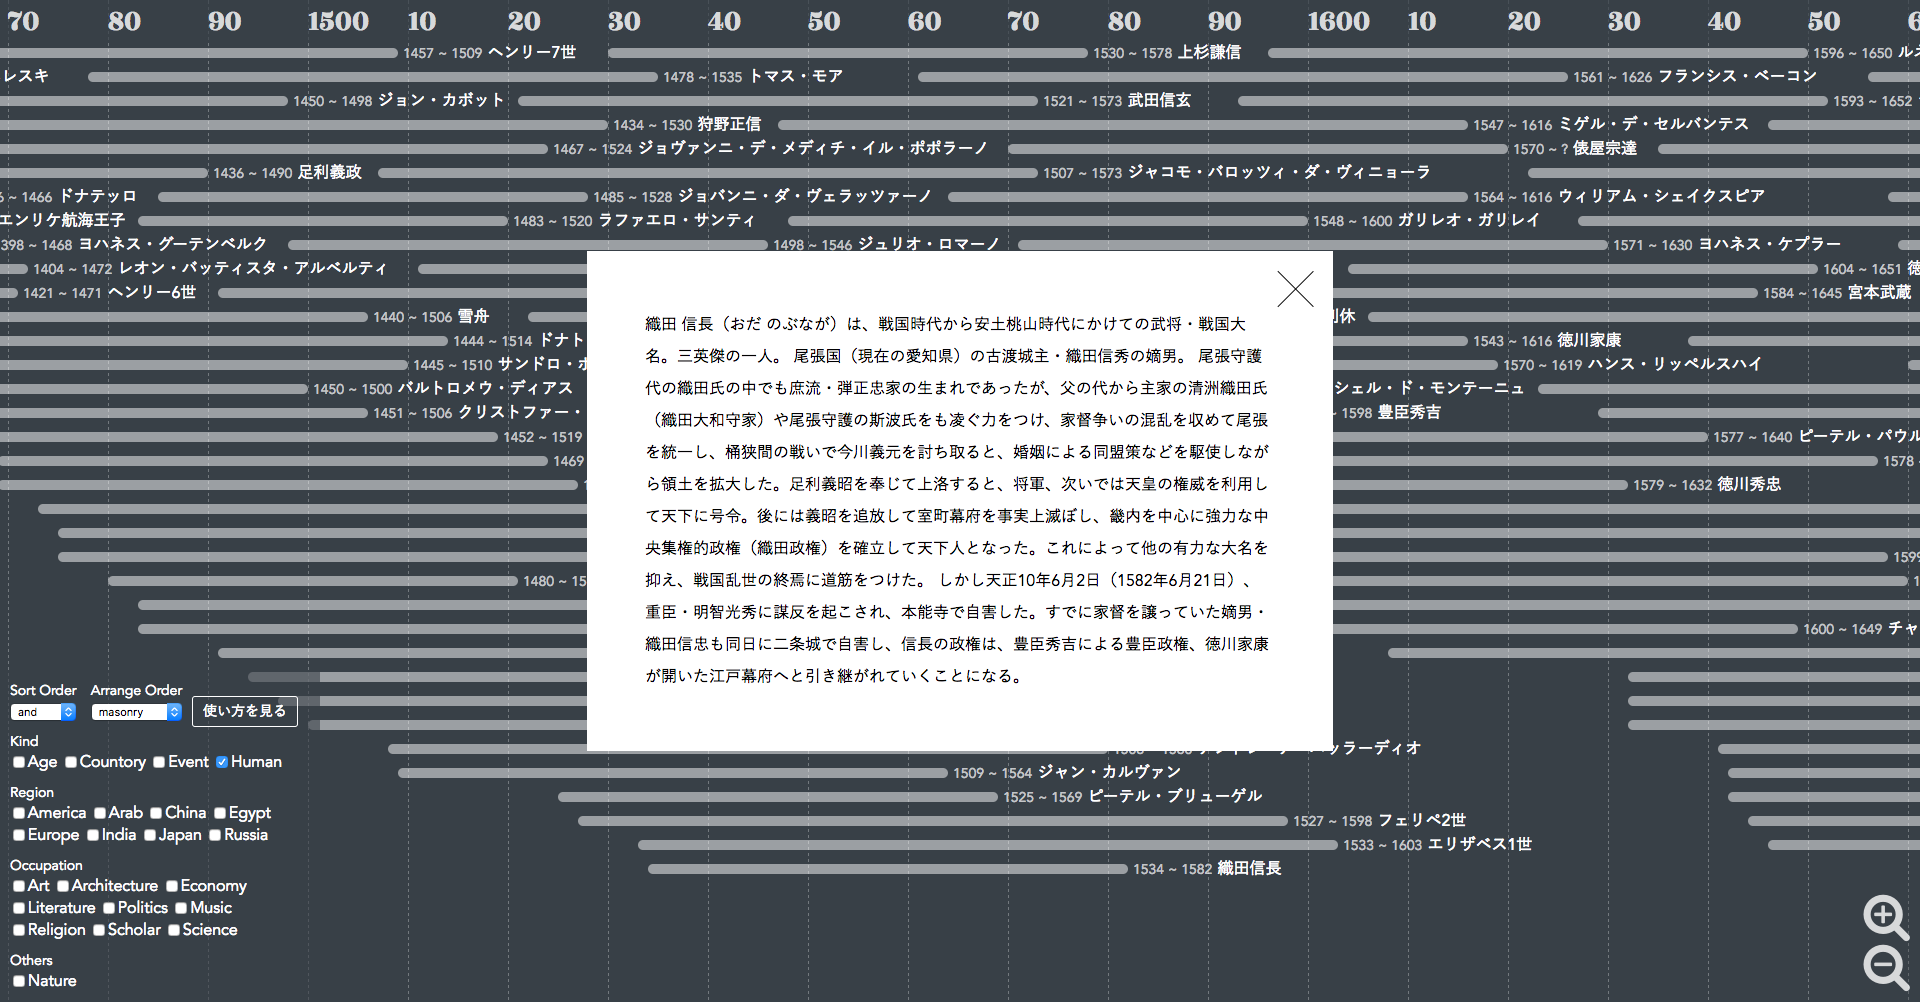 70 80 90 1500 10 20 30 40 50 60 70 80 90 1600 10 20 30 40 50
1457 ~ 1509 ヘンリー7世 1530 ~ 1578 上杉謙信 1596 ~ 1650
レスキ 1478 ~ 1535 トマス・モア 1561 ~ 1626 フランシス・ベーコン
1450 ~ 1498 ジョン・カボット 1521 ~ 1573 武田信玄 1593 ~ 1652
1434 ~ 1530 狩野正信 1547 ~ 1616 ミゲル・デ・セルバンテス
1467 ~ 1524 ジョヴァンニ・デ・メディチ・イル・ポポラーノ 1570 ~ ? 俵屋宗達
1436 ~ 1490 足利義政 1507 ~ 1573 ジャコモ・バロッツィ・ダ・ヴィニョーラ
~ 1466 ドナテッロ 1485 ~ 1528 ジョバンニ・ダ・ヴェラッツァーノ 1564 ~ 1616 ウィリアム・シェイクスピア
エンリケ航海王子 1483 ~ 1520 ラファエロ・サンティ 1548 ~ 1600 ガリレオ・ガリレイ
398 ~ 1468 ヨハネス・グーテンベルク 1498 ~ 1546 ジュリオ・ロマーノ 1571 ~ 1630 ヨハネス・ケプラー
1404 ~ 1472 レオン・バッティスタ・アルベルティ 1604 ~ 1651
1421 ~ 1471 ヘンリー6世 1584 ~ 1645 宮本武蔵
1440 ~ 1506 雪舟 休
1444 ~ 1514 ドナト 1543 ~ 1616 徳川家康
1445 ~ 1510 サンドロ・ 1570 ~ 1619 ハンス・リッペルスハイ
1450 ~ 1500 バルトロメウ・ディアス シェル・ド・モンテーニュ
1451 ~ 1506 クリストファー・ ~ 1598 豊臣秀吉
1452 ~ 1519 1577 ~ 1640 ピーテル・パウル
1469 1578
1579 ~ 1632 徳川秀忠
1599
1480 ~ 15
1600 ~ 1649 チャ
織田 信長（おだ のぶなが）は、戦国時代から安土桃山時代にかけての武将・戦国大
名。三英傑の一人。 尾張国（現在の愛知県）の古渡城主・織田信秀の嫡男。 尾張守護
代の織田氏の中でも庶流・弾正忠家の生まれであったが、父の代から主家の清洲織田氏
（織田大和守家）や尾張守護の斯波氏をも凌ぐ力をつけ、家督争いの混乱を収めて尾張
を統一し、桶狭間の戦いで今川義元を討ち取ると、婚姻による同盟策などを駆使しなが
ら領土を拡大した。足利義昭を奉じて上洛すると、将軍、次いでは天皇の権威を利用し
て天下に号令。後には義昭を追放して室町幕府を事実上滅ぼし、畿内を中心に強力な中
央集権的政権（織田政権）を確立して天下人となった。これによって他の有力な大名を
抑え、戦国乱世の終焉に道筋をつけた。 しかし天正10年6月2日（1582年6月21日）、
重臣・明智光秀に謀反を起こされ、本能寺で自害した。すでに家督を譲っていた嫡男・
織田信忠も同日に二条城で自害し、信長の政権は、豊臣秀吉による豊臣政権、徳川家康
が開いた江戸幕府へと引き継がれていくことになる。
ラーディオ
1509 ~ 1564 ジャン・カルヴァン
1525 ~ 1569 ピーテル・ブリューゲル
1527 ~ 1598 フェリペ2世
1533 ~ 1603 エリザベス1世
1534 ~ 1582 織田信長
Sort Order Arrange Order
and masonry 使い方を見る
Kind
Age Countory Event Human
Region
America Arab China Egypt
Europe India Japan Russia
Occupation
Art Architecture Economy
Literature Politics Music
Religion Scholar Science
Others
Nature